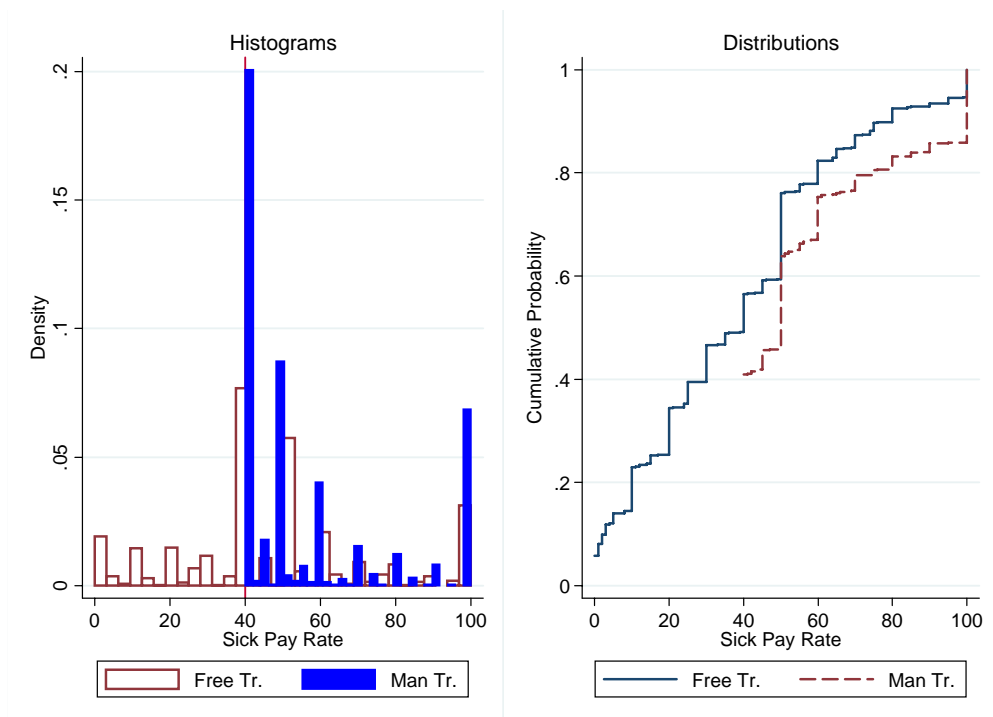 Histograms
Density
.2
.15
.1
.05
0
0 20 40 60 80 100
Sick Pay Rate
Free Tr. Man Tr.
Distributions
Cumulative Probability
1
.8
.6
.4
.2
0
0 20 40 60 80 100
Sick Pay Rate
Free Tr. Man Tr.